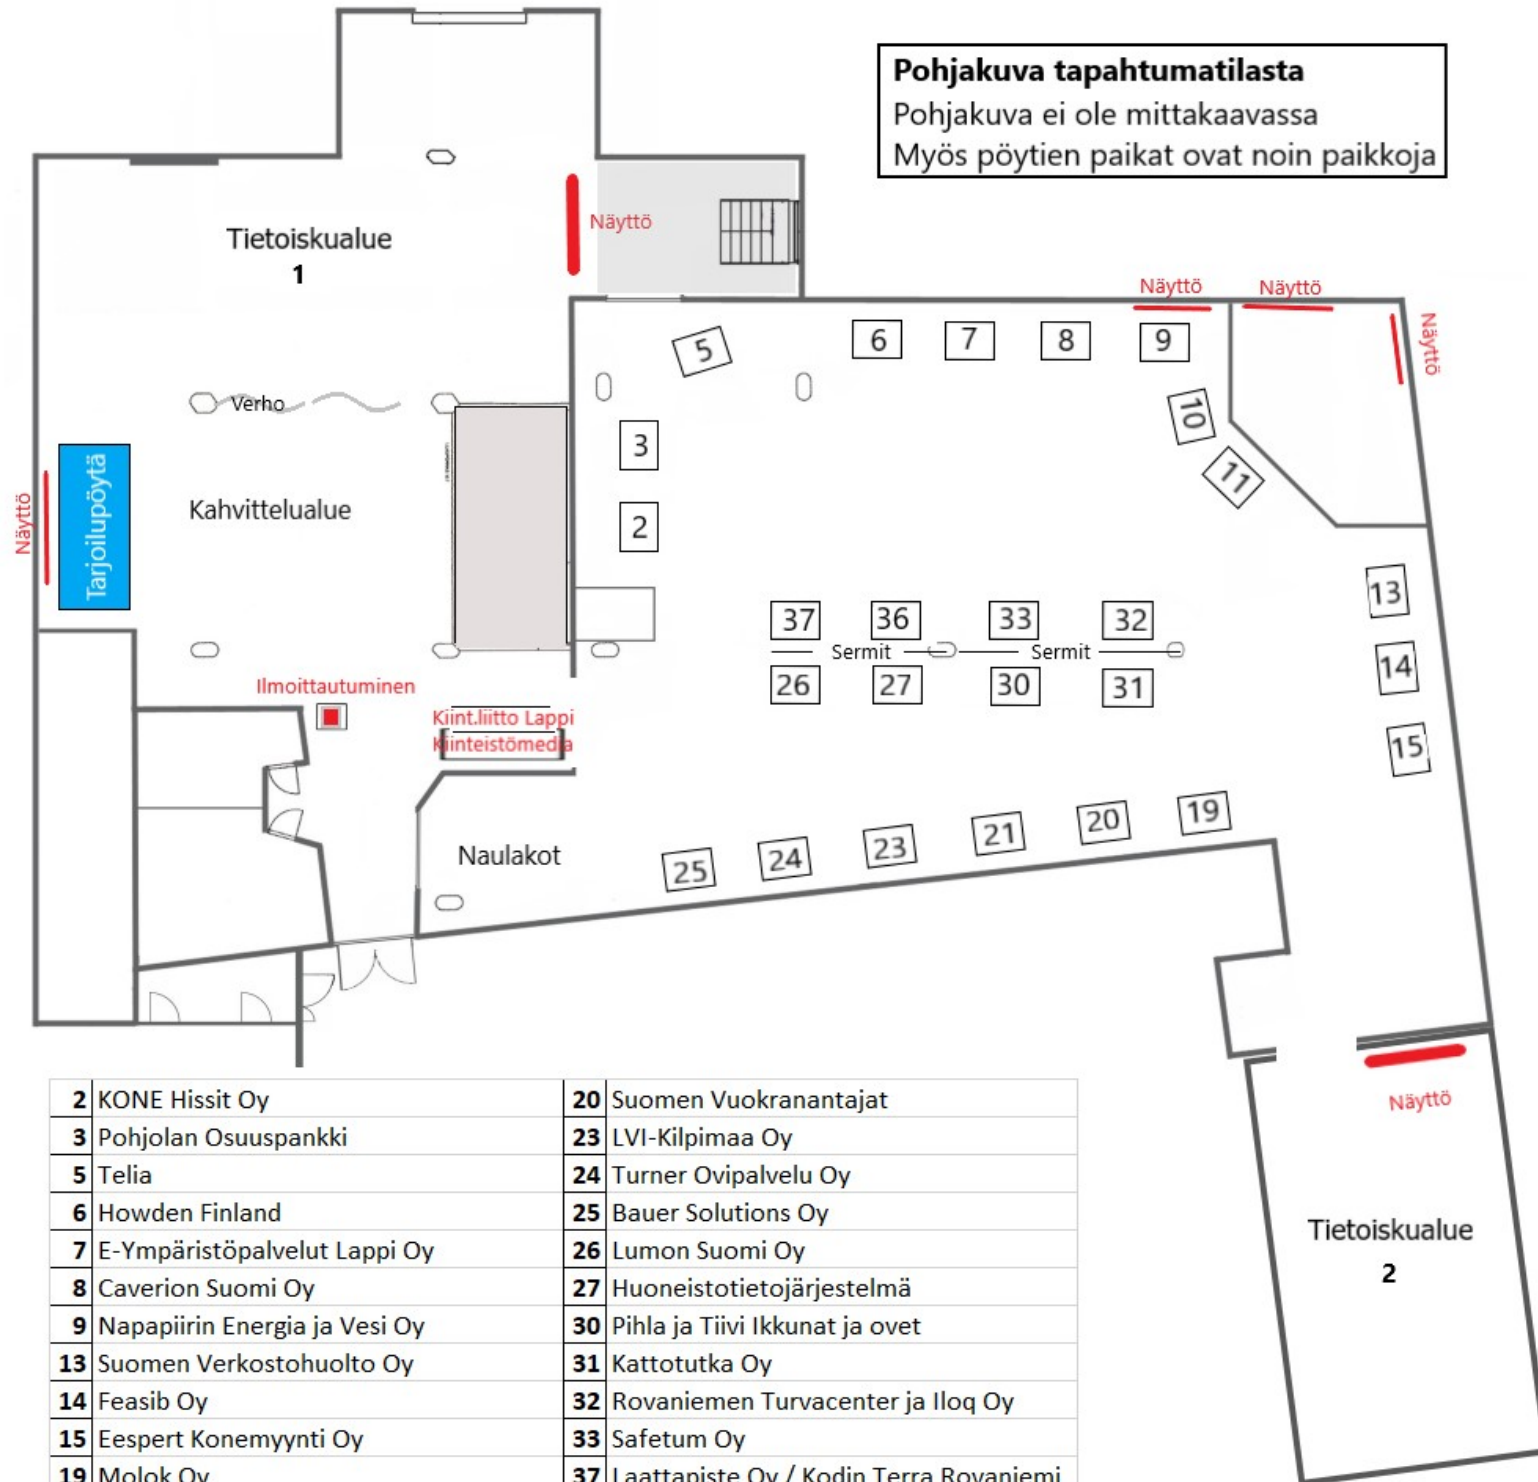 Pohjakuva tapahtumatilasta
Pohjakuva ei ole mittakaavassa
Myös pöytien paikat ovat noin paikkoja
Näyttö
Tietoiskualue
1
Näyttö
Näyttö
Näyttö
5
6
7
8
9
Verho
10
3
11
Tarjoilupöytä
Näyttö
Kahvittelualue
2
13
37
36
33
32
Sermit
Sermit
14
26
27
30
31
Ilmoittautuminen
Kiint.liitto Lappi
Kiinteistömedia
15
19
20
21
23
24
25
Naulakot
Näyttö
Tietoiskualue
2
2 KONE Hissit Oy
3 Pohjolan Osuuspankki
5 Telia
6 Howden Finland
7 E-Ympäristöpalvelut Lappi Oy
8 Caverion Suomi Oy
9 Napapiirin Energia ja Vesi Oy
13 Suomen Verkostohuolto Oy
14 Feasib Oy
15 Eespert Konemyynti Oy
19 Molok Oy
20 Suomen Vuokranantajat
23 LVI-Kilpimaa Oy
24 Turner Ovipalvelu Oy
25 Bauer Solutions Oy
26 Lumon Suomi Oy
27 Huoneistotietojärjestelmä
30 Pihla ja Tiivi Ikkunat ja ovet
31 Kattotutka Oy
32 Rovaniemen Turvacenter ja Iloq Oy
33 Safetum Oy
37 Laattapiste Oy / Kodin Terra Rovaniemi